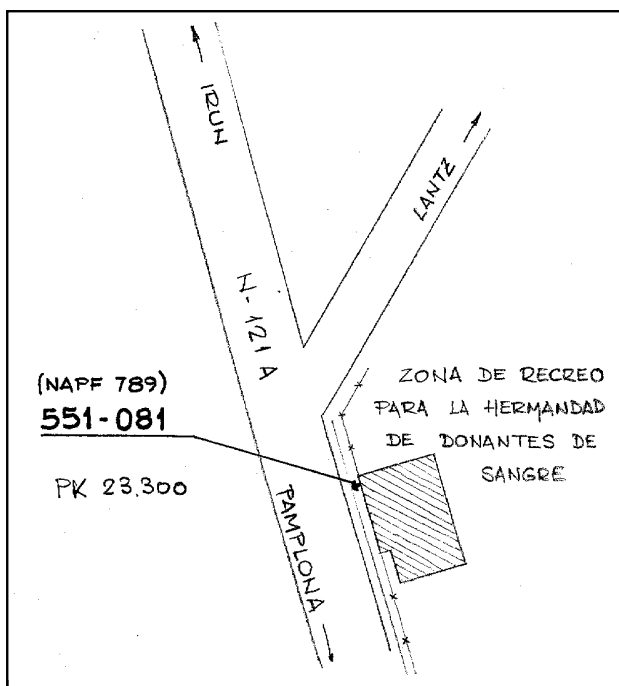 IRUN
LANTZ
N-121 A
(NAPF 789)
551-081
PK 23,300
ZONA DE RECREO
PARA LA HERMANDAD
DE DONANTES DE
SANGRE
PAMPLONA